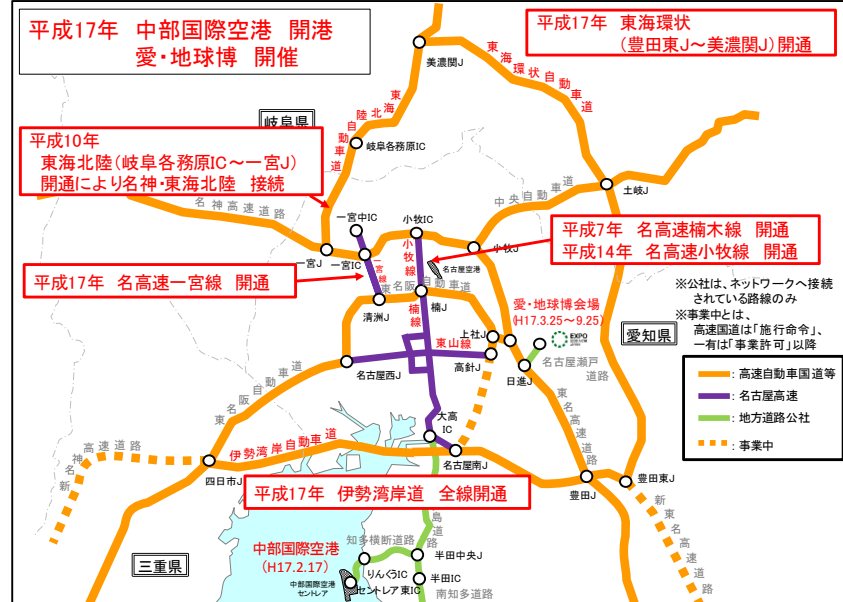 平成17年 中部国際空港 開港
愛・地球博 開催
平成17年 東海環状
(豊田東J～美濃関J)開通
美濃関J
東海環状自動車道
岐阜県
東海北陸自動車道
平成10年
東海北陸(岐阜各務原IC～一宮J)
開通により名神・東海北陸 接続
岐阜各務原IC
土岐J
中央自動車道
名神高速道路
一宮中IC
小牧IC
平成7年 名高速楠木線 開通
平成14年 名高速小牧線 開通
一宮J
一宮IC
一宮線
小牧線
小牧J
名古屋空港
平成17年 名高速一宮線 開通
東名阪自動車道
清洲J
楠J
楠線
愛・地球博会場
(H17.3.25～9.25)
EXPO
愛知県
※公社は、ネットワークへ接続
されている路線のみ
※事業中とは、
高速国道は「施行命令」、
一有は「事業許可」以降
上社J
東山線
高針J
名古屋西J
日進J
名古屋瀬戸
道路
:高速自動車国道等
:名古屋高速
:地方道路公社
:事業中
東名阪自動車道
東名高速道路
大高
IC
新名神高速道路
伊勢湾岸自動車道
四日市J
名古屋南J
豊田J
豊田東J
平成17年 伊勢湾岸道 全線開通
新東名高速道路
島道路
知多横断道路
中部国際空港
(H17.2.17)
半田中央J
りんくうIC
半田IC
中部国際空港
セントレア
セントレア東IC
南知多道路
三重県